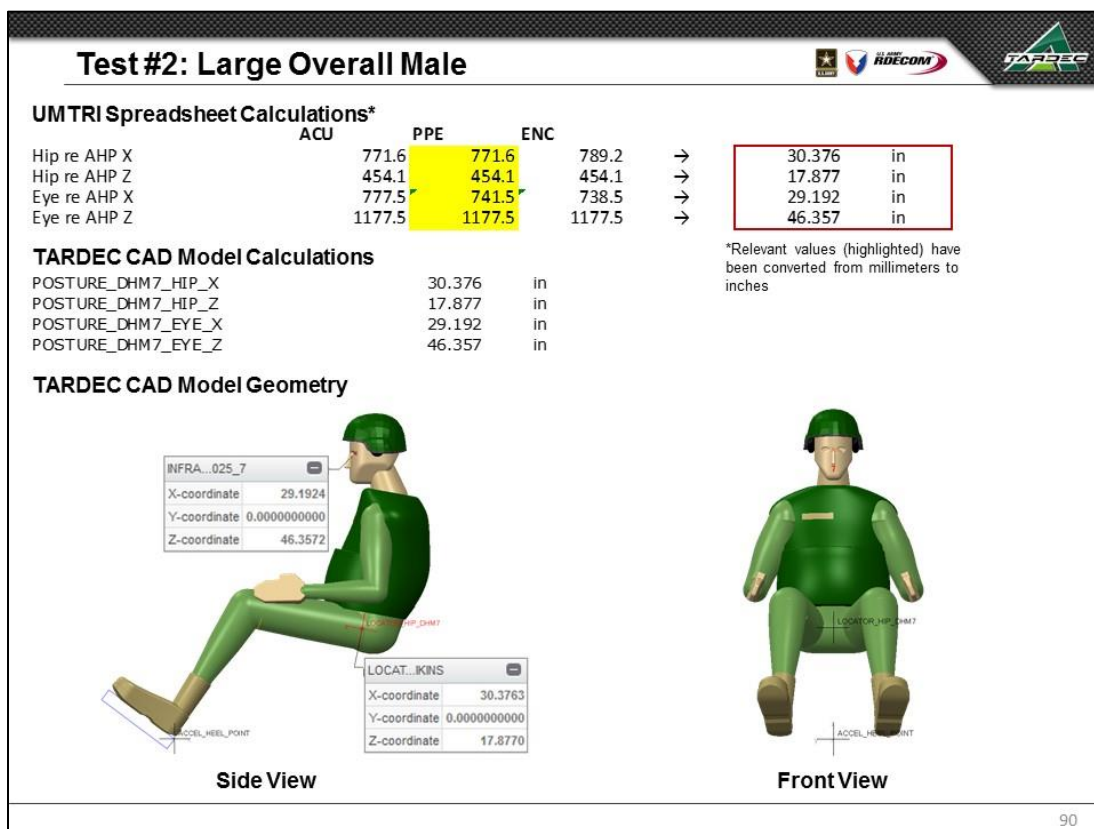 Test #2: Large Overall Male
U.S. ARMY
U.S. ARMY
RDECOM
TARDEC
UMTRI Spreadsheet Calculations*
ACU PPE ENC
Hip re AHP X 771.6 771.6 789.2 → 30.376 in
Hip re AHP Z 454.1 454.1 454.1 → 17.877 in
Eye re AHP X 777.5 741.5 738.5 → 29.192 in
Eye re AHP Z 1177.5 1177.5 1177.5 → 46.357 in
*Relevant values (highlighted) have
been converted from millimeters to
inches
TARDEC CAD Model Calculations
POSTURE_DHM7_HIP_X 30.376 in
POSTURE_DHM7_HIP_Z 17.877 in
POSTURE_DHM7_EYE_X 29.192 in
POSTURE_DHM7_EYE_Z 46.357 in
TARDEC CAD Model Geometry
INFRA...025_7
X-coordinate 29.1924
Y-coordinate 0.0000000000
Z-coordinate 46.3572
LOCATOR_HIP_DHM7
LOCATOR_HIP_DHM7
LOCAT...IKINS
X-coordinate 30.3763
Y-coordinate 0.0000000000
Z-coordinate 17.8770
ACCEL_HEEL_POINT
ACCEL_HEEL_POINT
Side View
Front View
90